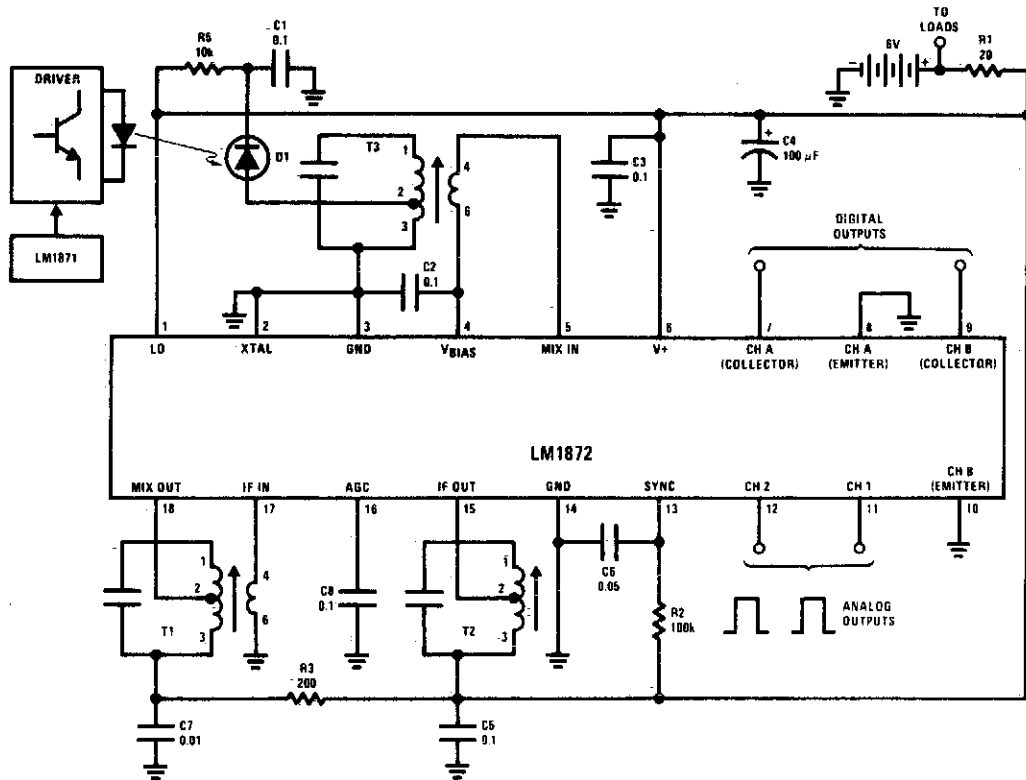 DRIVER
LM1871
R5
10k
C1
0.1
D1
T3
1
2
3
4
6
C2
0.1
C3
0.1
6V
-
+
TO
LOADS
R1
20
+
C4
100 μF
DIGITAL
OUTPUTS
1
2
3
4
5
6
7
8
9
LO
XTAL
GND
VBIAS
MIX IN
V+
CH A
(COLLECTOR)
CH A
(EMITTER)
CH B
(COLLECTOR)
LM1872
MIX OUT
IF IN
AGC
IF OUT
GND
SYNC
CH 2
CH 1
CH B
(EMITTER)
18
17
16
15
14
13
12
11
10
1
2
3
T1
4
6
C8
0.1
1
2
3
T2
C6
0.05
R2
100k
ANALOG
OUTPUTS
R3
200
C7
0.01
C5
0.1